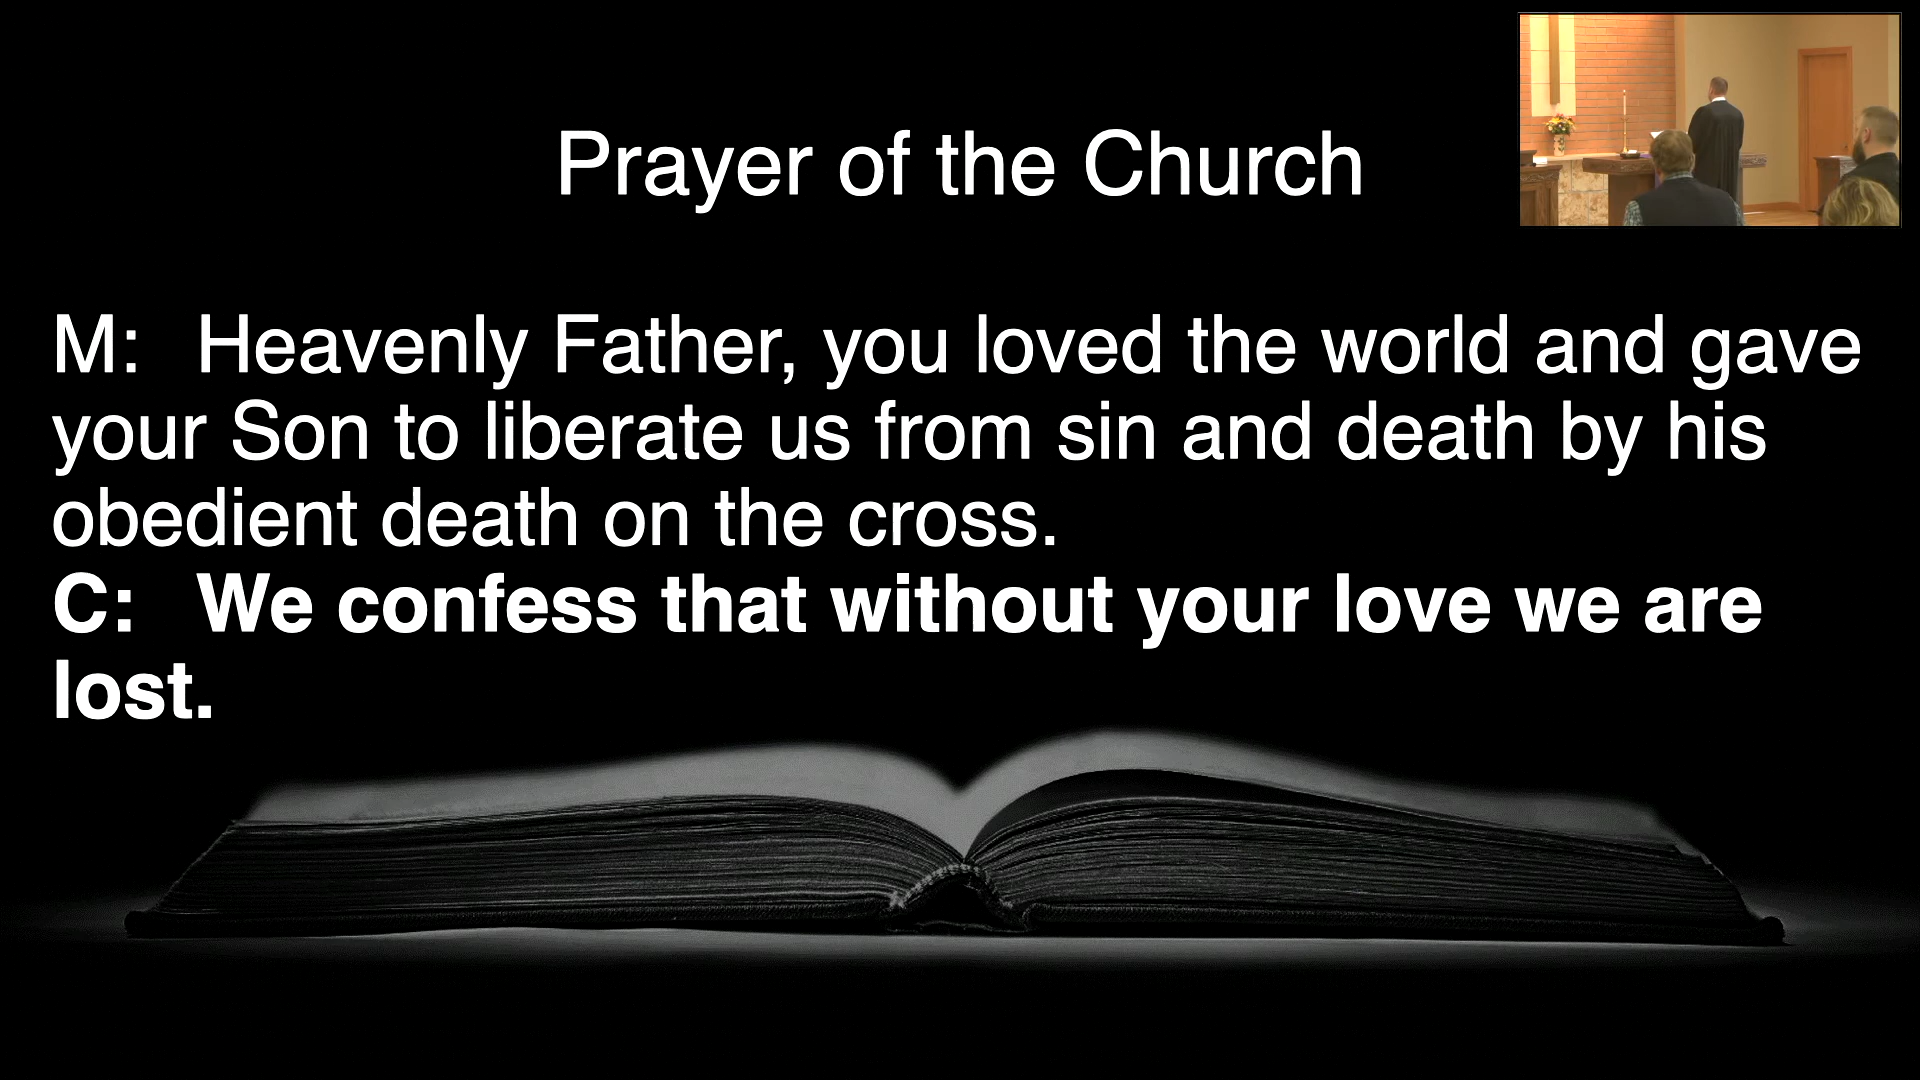 Prayer of the Church
M: Heavenly Father, you loved the world and gave
your Son to liberate us from sin and death by his
obedient death on the cross.
C: We confess that without your love we are
lost.